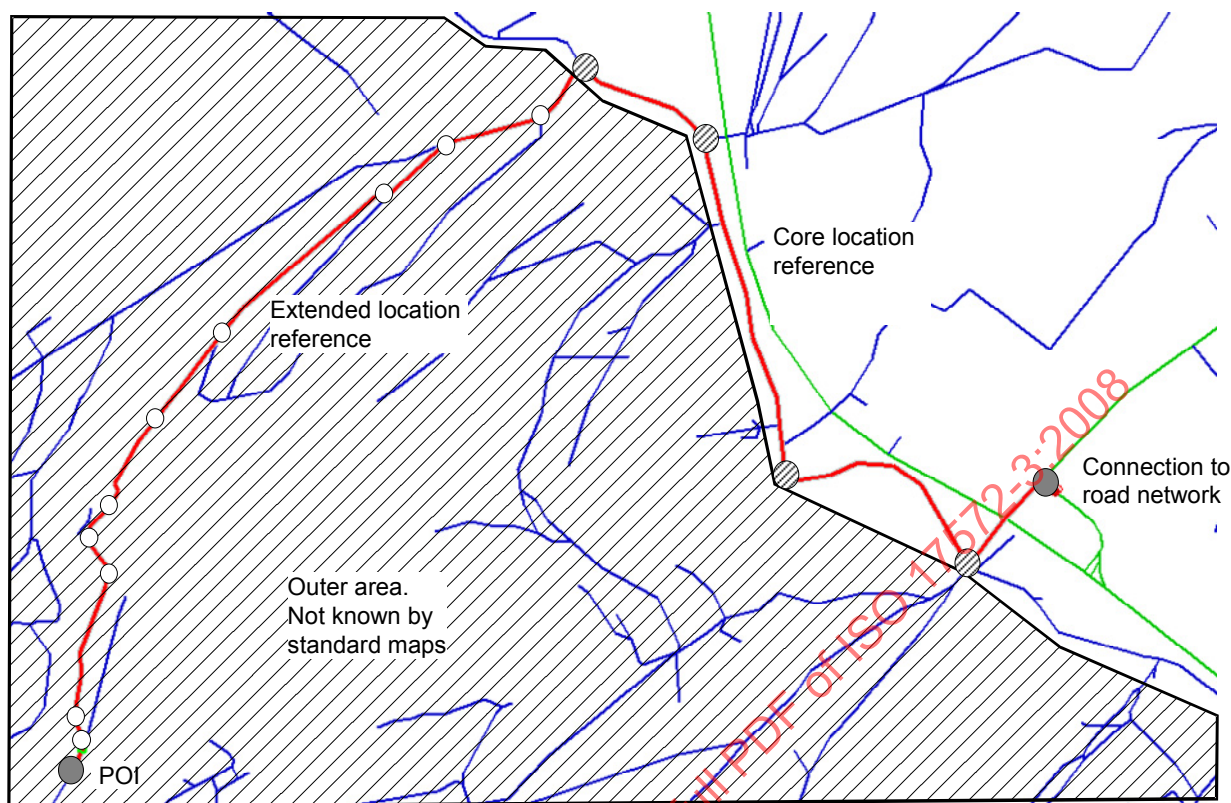 Core location
reference
Extended location
reference
Connection to
road network
Outer area.
Not known by
standard maps
POI
ull PDF of ISO 17572-3:2008